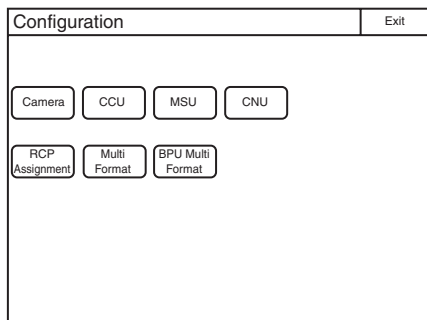 Configuration Exit
Camera CCU MSU CNU
RCP Multi BPU Multi
Assignment Format Format